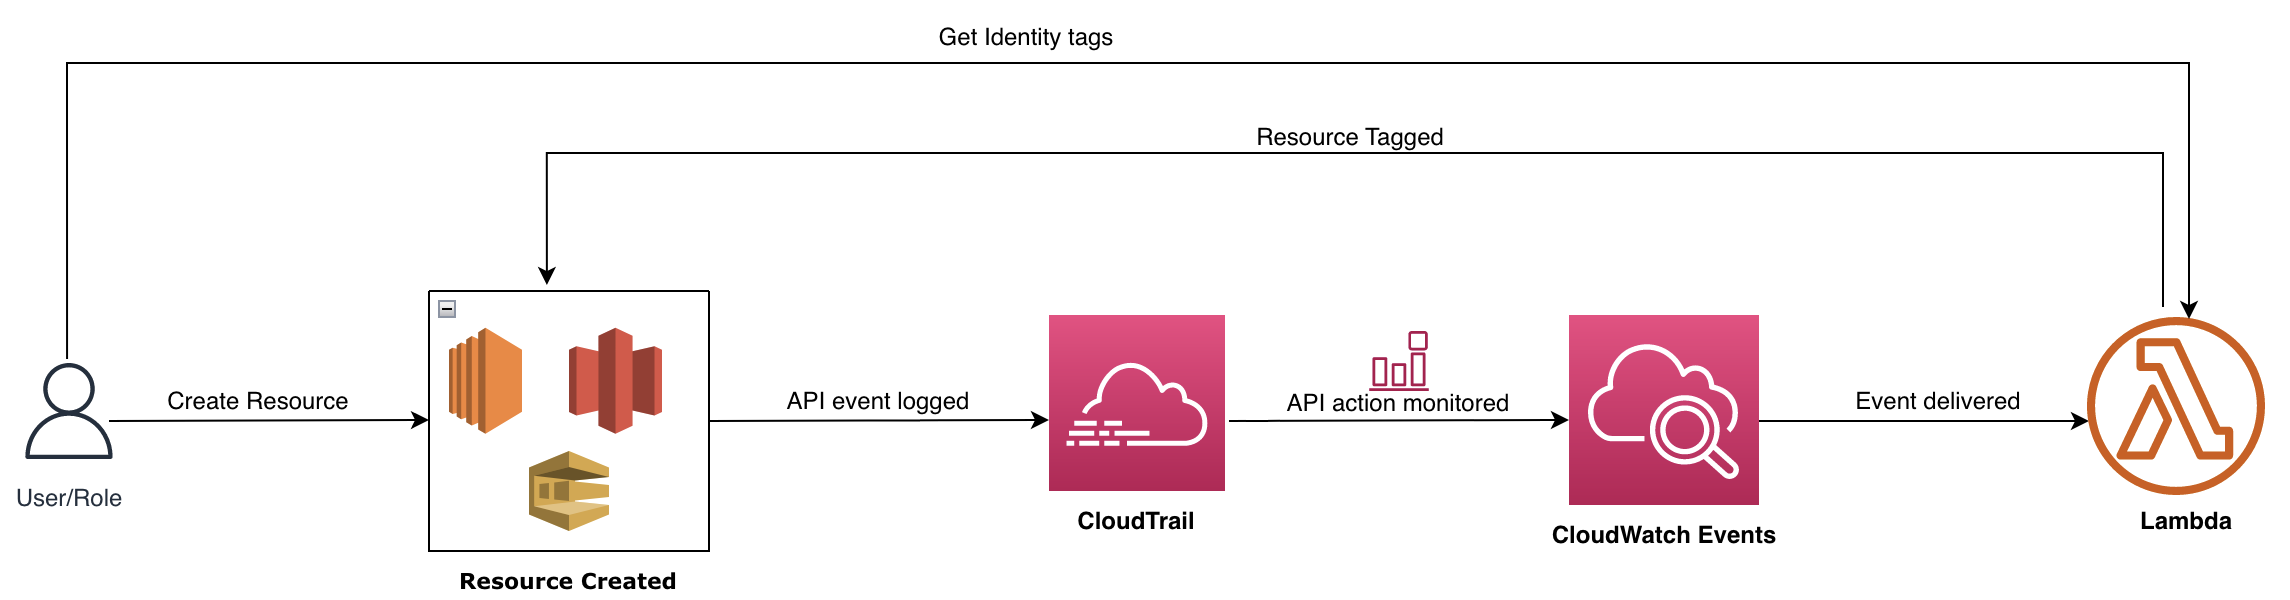 Get Identity tags
Resource Tagged
Create Resource
API event logged
API action monitored
Event delivered
User/Role
CloudTrail
CloudWatch Events
Lambda
Resource Created